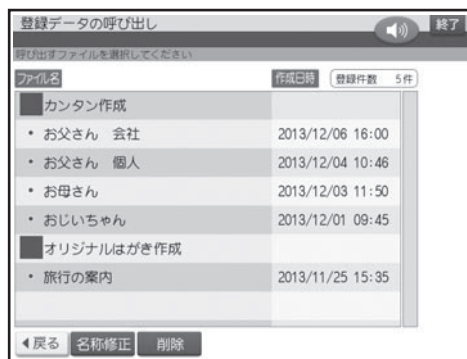 登録データの呼び出し
終了
呼び出すファイルを選択してください
ファイル名 作成日時 登録件数 5件
カンタン作成
・ お父さん 会社 2013/12/06 16:00
・ お父さん 個人 2013/12/04 10:46
・ お母さん 2013/12/03 11:50
・ おじいちゃん 2013/12/01 09:45
オリジナルはがき作成
・ 旅行の案内 2013/11/25 15:35
戻る 名称修正 削除